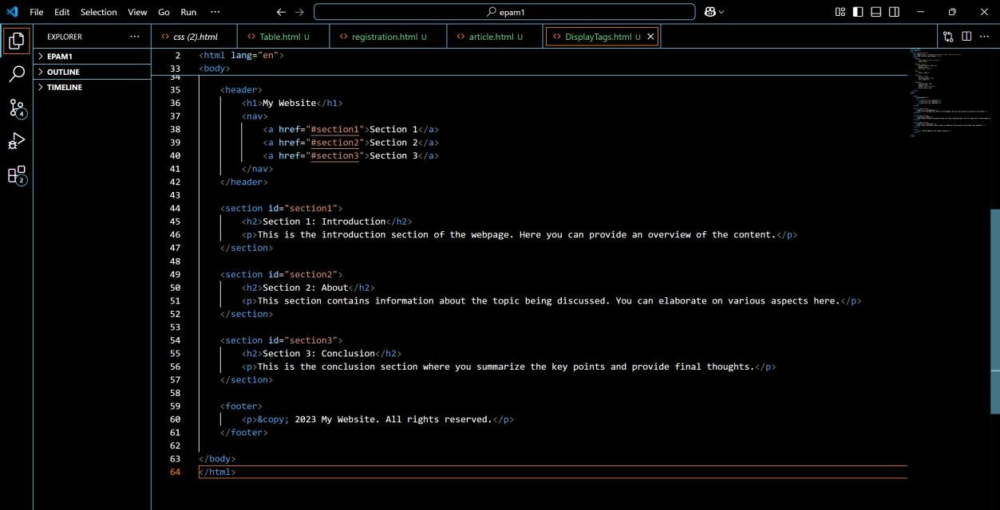 File Edit Selection View Go Run ··· ← → epam1
EXPLORER ···
EPAM1
OUTLINE
TIMELINE
4
2
css (2).html Table.html U registration.html U article.html U DisplayTags.html U
2 <html lang="en">
33 <body>
34
35 <header>
36 <h1>My Website</h1>
37 <nav>
38 <a href="#section1">Section 1</a>
39 <a href="#section2">Section 2</a>
40 <a href="#section3">Section 3</a>
41 </nav>
42 </header>
43
44 <section id="section1">
45 <h2>Section 1: Introduction</h2>
46 <p>This is the introduction section of the webpage. Here you can provide an overview of the content.</p>
47 </section>
48
49 <section id="section2">
50 <h2>Section 2: About</h2>
51 <p>This section contains information about the topic being discussed. You can elaborate on various aspects here.</p>
52 </section>
53
54 <section id="section3">
55 <h2>Section 3: Conclusion</h2>
56 <p>This is the conclusion section where you summarize the key points and provide final thoughts.</p>
57 </section>
58
59 <footer>
60 <p>&copy; 2023 My Website. All rights reserved.</p>
61 </footer>
62
63 </body>
64 </html>